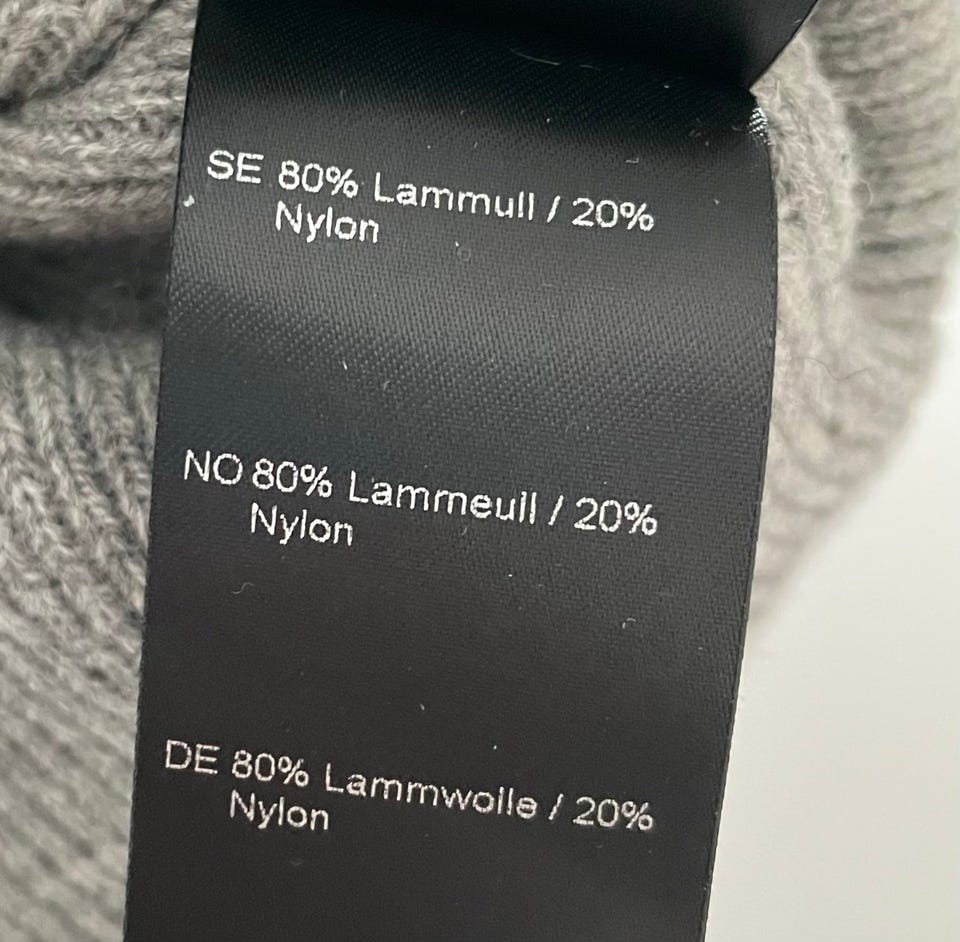 SE 80% Lammull / 20%
Nylon
NO 80% Lammeull / 20%
Nylon
DE 80% Lammwolle / 20%
Nylon